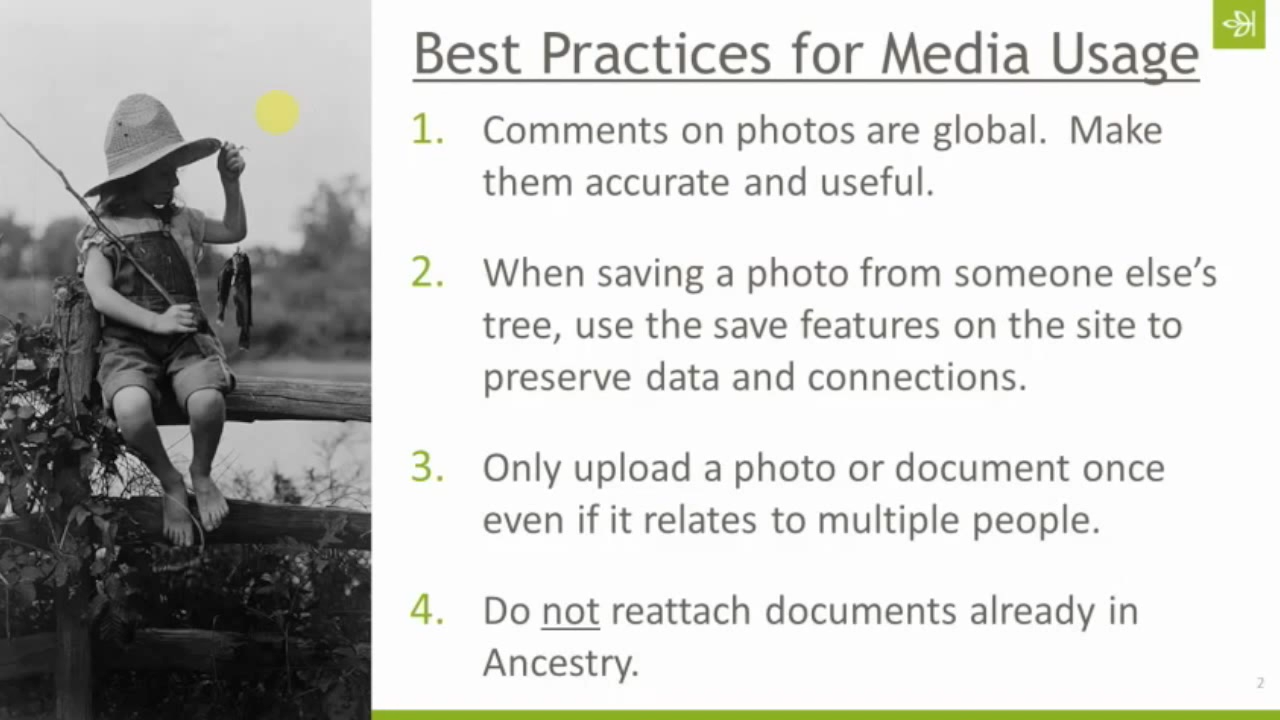 Best Practices for Media Usage
1. Comments on photos are global.  Make
them accurate and useful.
2. When saving a photo from someone else’s
tree, use the save features on the site to
preserve data and connections.
3. Only upload a photo or document once
even if it relates to multiple people.
4. Do not reattach documents already in
Ancestry.
2